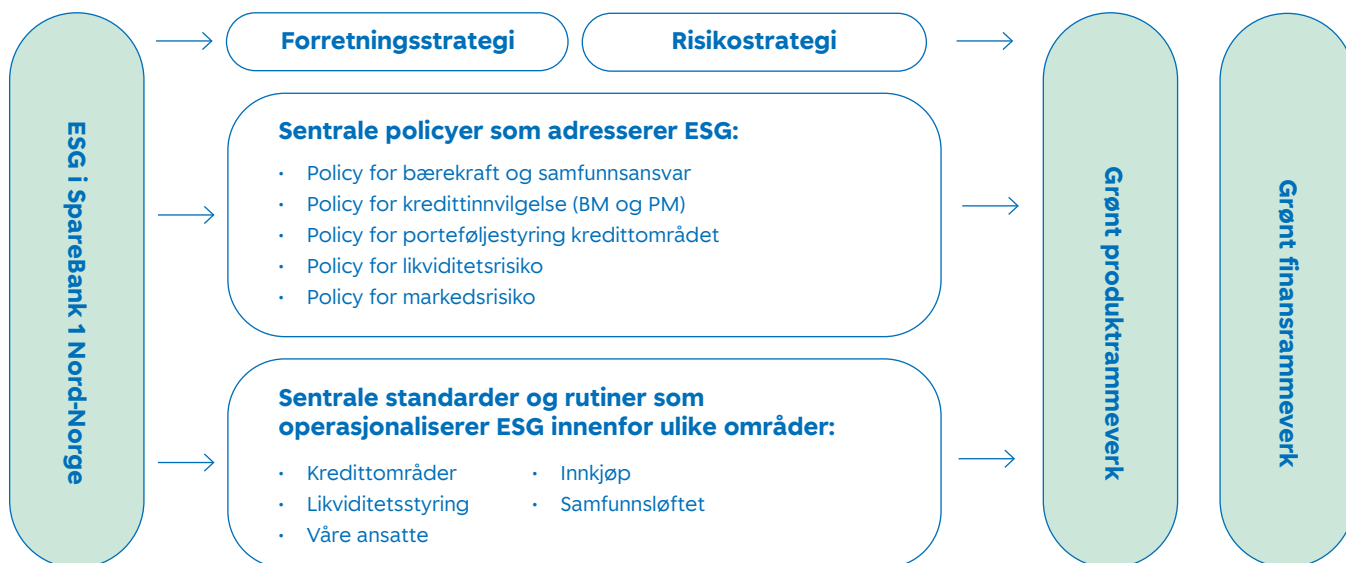 ESG i SpareBank 1 Nord-Norge
Forretningsstrategi
Risikostrategi
Sentrale policyer som adresserer ESG:
• Policy for bærekraft og samfunnsansvar
• Policy for kredittinnvilgelse (BM og PM)
• Policy for porteføljestyring kredittområdet
• Policy for likviditetsrisiko
• Policy for markedsrisiko
Sentrale standarder og rutiner som
operasjonaliserer ESG innenfor ulike områder:
• Kredittområder
• Likviditetsstyring
• Våre ansatte
• Innkjøp
• Samfunnsløftet
Grønt produktrammeverk
Grønt finansrammeverk